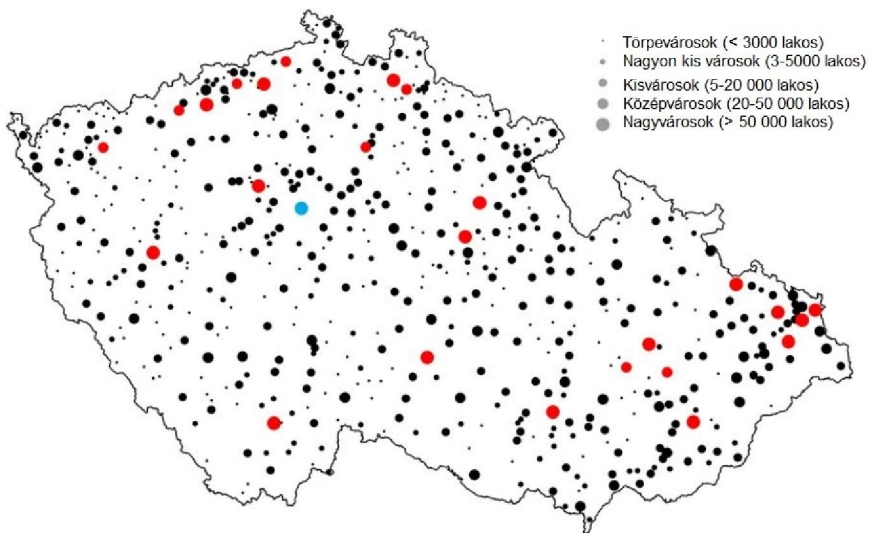 Törpevárosok (< 3000 lakos)
Nagyon kis városok (3-5000 lakos)
Kisvárosok (5-20 000 lakos)
Középvárosok (20-50 000 lakos)
Nagyvárosok (> 50 000 lakos)